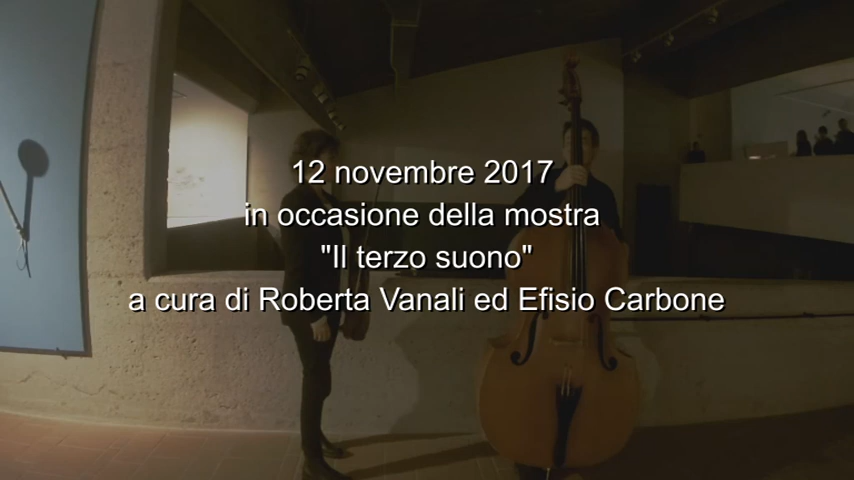 12 novembre 2017
in occasione della mostra
"Il terzo suono"
a cura di Roberta Vanali ed Efisio Carbone